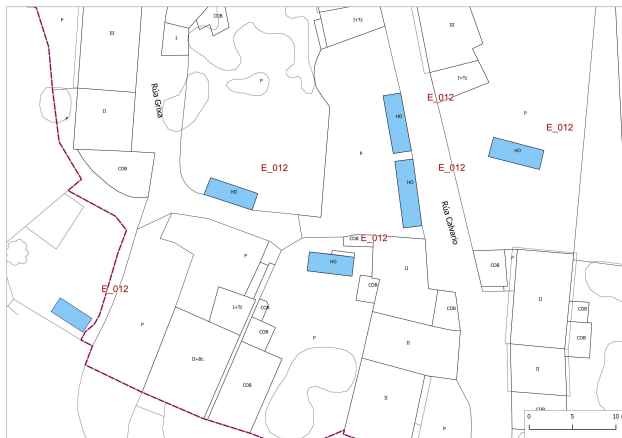 P
III
COB
I
I+Tz
III
I+Tz
Rúa Grixa
P
P
II
E_012
HO
E_012
P
COB
P
E_012
HO
E_012
HO
HO
Rúa Calvario
COB
E_012
P
HO
II
P
COB
COB
E_012
I+Tz
COB
COB
COB
II
COB
P
P
COB
II
II+Bc
COB
II
II
P
COB
0 5 10